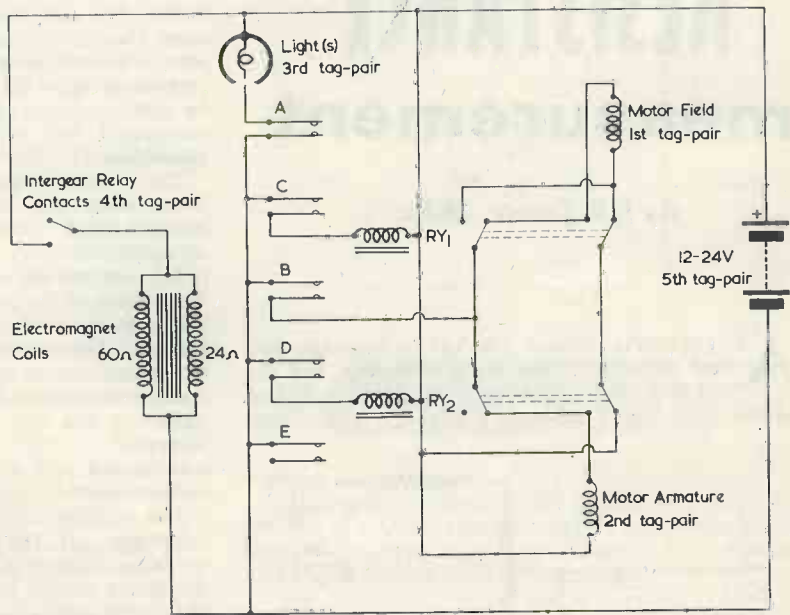 Light(s)
3rd tag-pair
A
Motor Field
1st tag-pair
Intergear Relay
Contacts 4th tag-pair
C
RY1
+
12-24V
5th tag-pair
B
Electromagnet
Coils
60Ω
24Ω
D
RY2
E
Motor Armature
2nd tag-pair